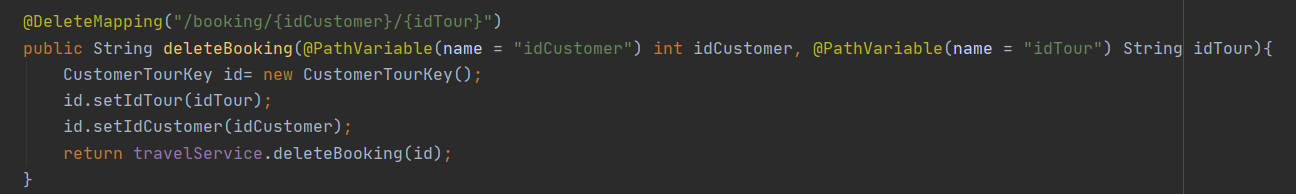 @DeleteMapping("/booking/{idCustomer}/{idTour}")
public String deleteBooking(@PathVariable(name = "idCustomer") int idCustomer, @PathVariable(name = "idTour") String idTour){
CustomerTourKey id= new CustomerTourKey();
id.setIdTour(idTour);
id.setIdCustomer(idCustomer);
return travelService.deleteBooking(id);
}